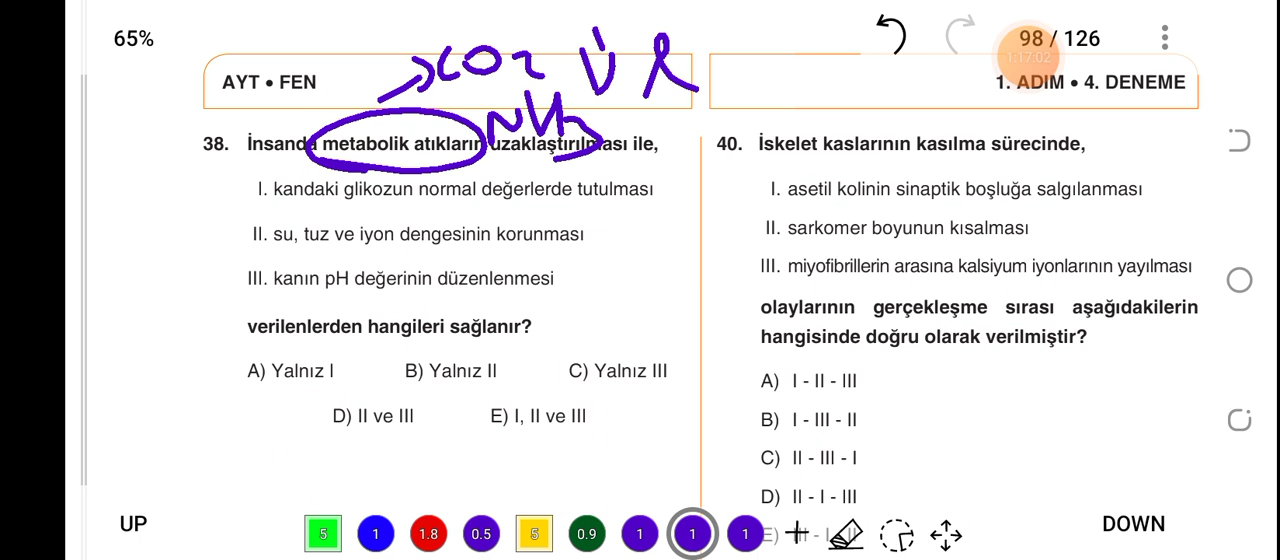 65%
98 / 126
1:17:02
AYT • FEN
1. ADIM • 4. DENEME
CO2
NH3
38. İnsanda metabolik atıkların uzaklaştırılması ile,
I. kandaki glikozun normal değerlerde tutulması
II. su, tuz ve iyon dengesinin korunması
III. kanın pH değerinin düzenlenmesi
verilenlerden hangileri sağlanır?
A) Yalnız I B) Yalnız II C) Yalnız III
D) II ve III E) I, II ve III
40. İskelet kaslarının kasılma sürecinde,
I. asetil kolinin sinaptik boşluğa salgılanması
II. sarkomer boyunun kısalması
III. miyofibrillerin arasına kalsiyum iyonlarının yayılması
olaylarının gerçekleşme sırası aşağıdakilerin
hangisinde doğru olarak verilmiştir?
A) I - II - III
B) I - III - II
C) II - III - I
D) II - I - III
E) III - I - II
UP
5 1 1.8 0.5 5 0.9 1 1 1
DOWN